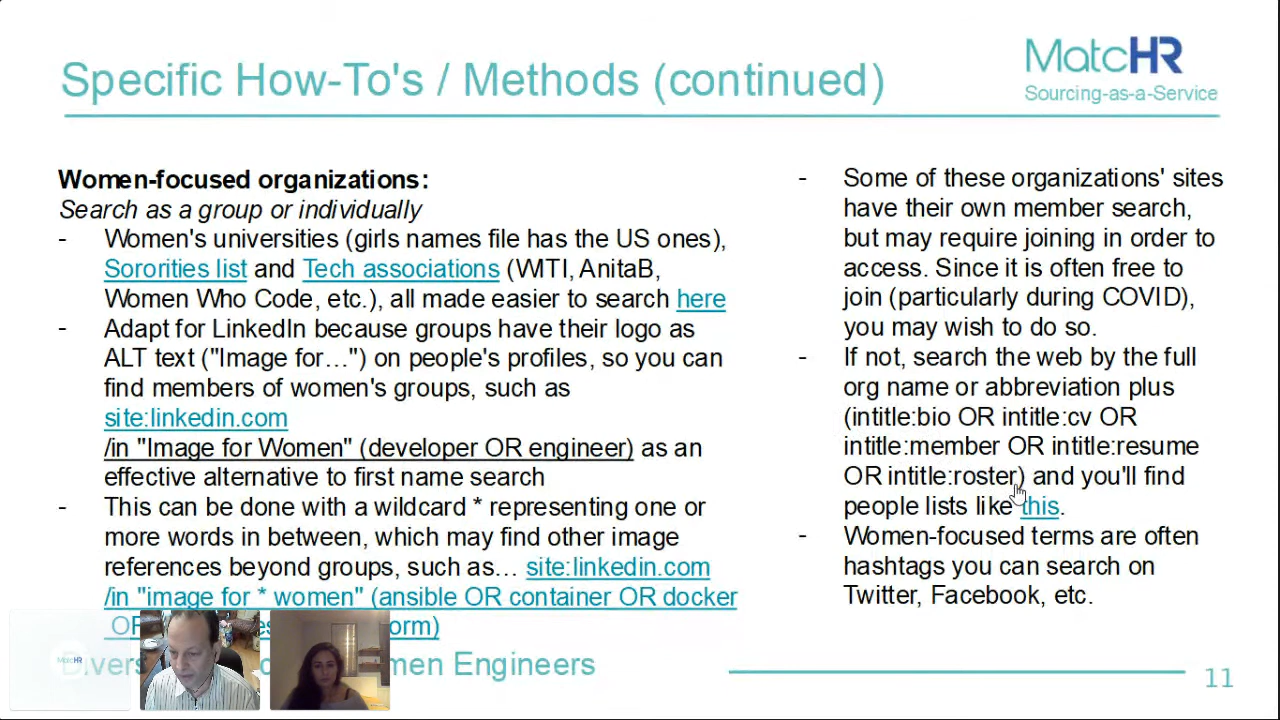 Specific How-To's / Methods (continued)
MatcHR
Sourcing-as-a-Service
Women-focused organizations:
Search as a group or individually
- Women's universities (girls names file has the US ones),
Sororities list and Tech associations (WITI, AnitaB,
Women Who Code, etc.), all made easier to search here
- Adapt for LinkedIn because groups have their logo as
ALT text ("Image for…") on people's profiles, so you can
find members of women's groups, such as
site:linkedin.com
/in "Image for Women" (developer OR engineer) as an
effective alternative to first name search
- This can be done with a wildcard * representing one or
more words in between, which may find other image
references beyond groups, such as… site:linkedin.com
/in "image for * women" (ansible OR container OR docker
orm)
- Some of these organizations' sites
have their own member search,
but may require joining in order to
access. Since it is often free to
join (particularly during COVID),
you may wish to do so.
- If not, search the web by the full
org name or abbreviation plus
(intitle:bio OR intitle:cv OR
intitle:member OR intitle:resume
OR intitle:roster) and you'll find
people lists like this.
- Women-focused terms are often
hashtags you can search on
Twitter, Facebook, etc.
MatcHR
men Engineers
11